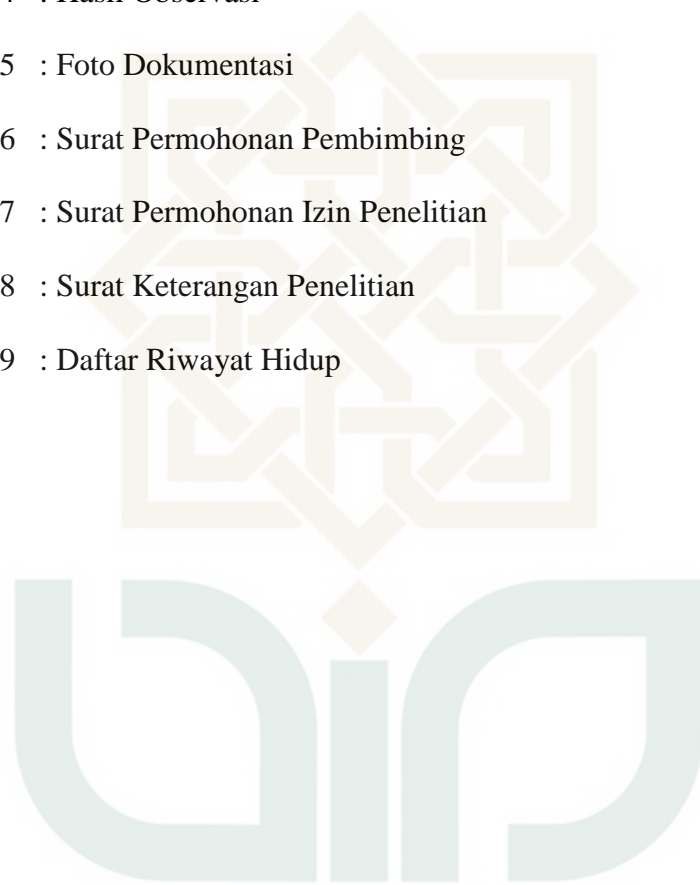 5 : Foto Dokumentasi
6 : Surat Permohonan Pembimbing
7 : Surat Permohonan Izin Penelitian
8 : Surat Keterangan Penelitian
9 : Daftar Riwayat Hidup